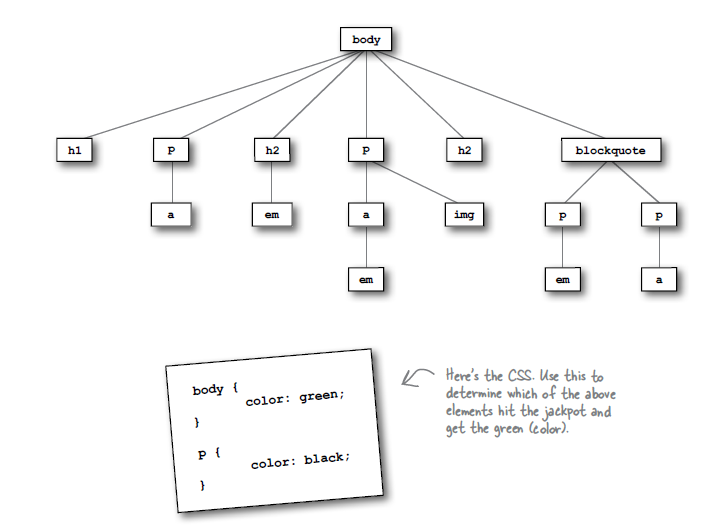 body
h1 p h2 p h2 blockquote
a em a img p p
em em a
body {
color: green;
}
p {
color: black;
}
Here's the CSS. Use this to
determine which of the above
elements hit the jackpot and
get the green (color).